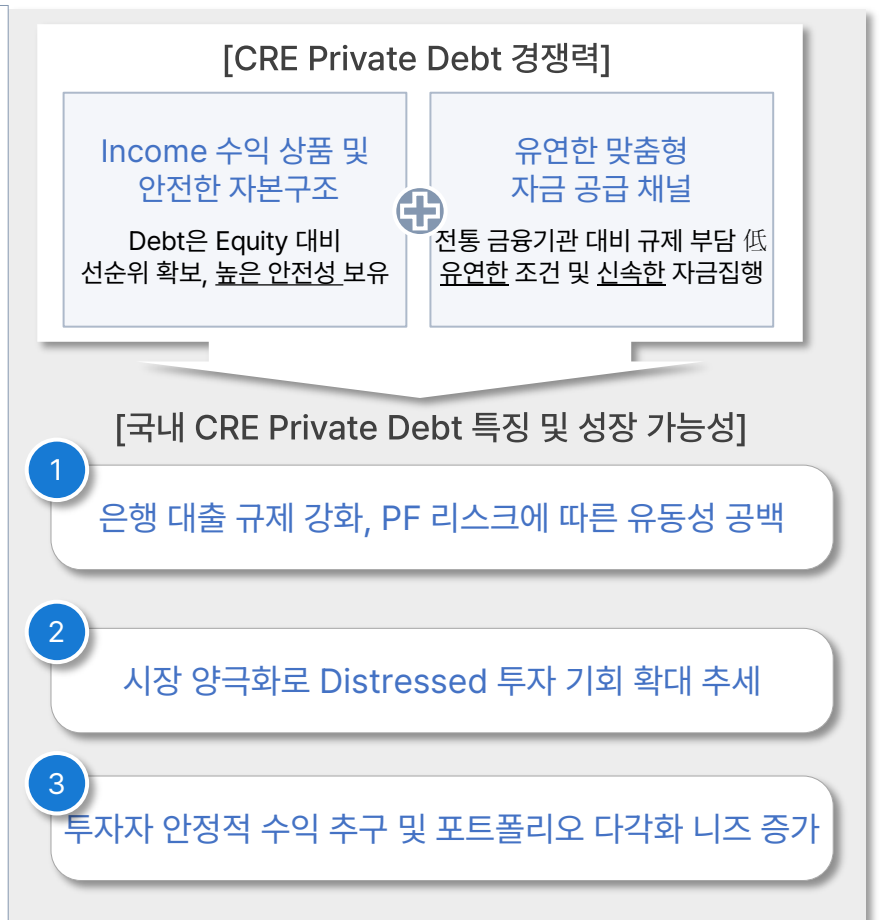 [CRE Private Debt 경쟁력]
Income 수익 상품 및
안전한 자본구조
Debt은 Equity 대비
선순위 확보, 높은 안전성 보유
유연한 맞춤형
자금 공급 채널
전통 금융기관 대비 규제 부담 低
유연한 조건 및 신속한 자금집행
[국내 CRE Private Debt 특징 및 성장 가능성]
1
은행 대출 규제 강화, PF 리스크에 따른 유동성 공백
2
시장 양극화로 Distressed 투자 기회 확대 추세
3
투자자 안정적 수익 추구 및 포트폴리오 다각화 니즈 증가